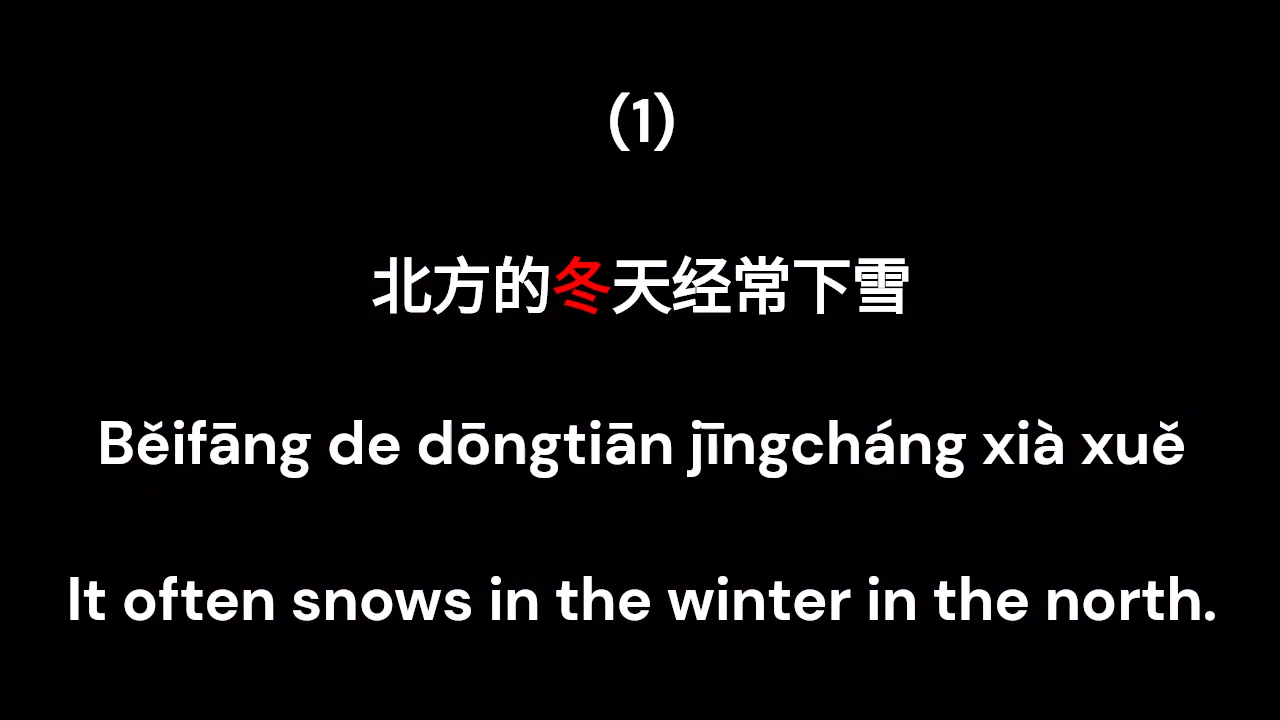 (1)
北方的冬天经常下雪
Běifāng de dōngtiān jīngcháng xià xuě
It often snows in the winter in the north.